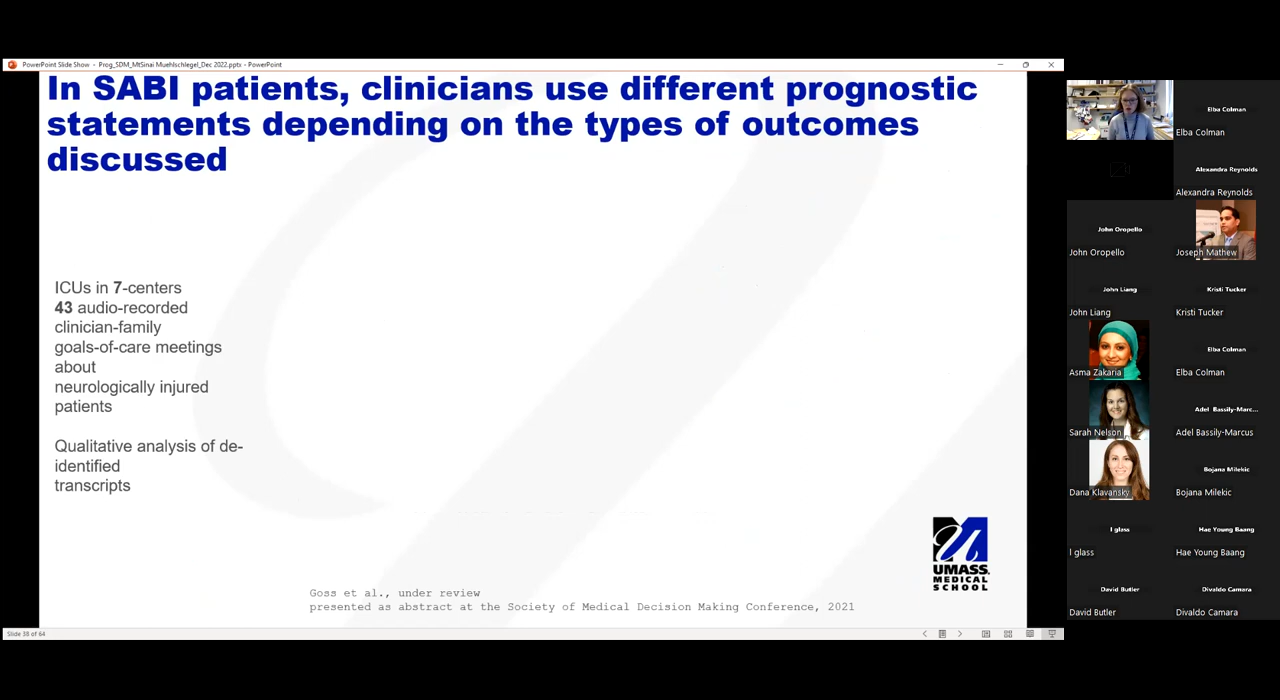 PowerPoint Slide Show - Prog_SDM_MtSinai Muehlschlegel_Dec 2022.pptx - PowerPoint
In SABI patients, clinicians use different prognostic
statements depending on the types of outcomes
discussed
ICUs in 7-centers
43 audio-recorded
clinician-family
goals-of-care meetings
about
neurologically injured
patients
Qualitative analysis of de-
identified
transcripts
UMASS
MEDICAL
SCHOOL
Goss et al., under review
presented as abstract at the Society of Medical Decision Making Conference, 2021
Slide 38 of 64
Elba Colman
Elba Colman
Alexandra Reynolds
Alexandra Reynolds
John Oropello
John Oropello
Joseph Mathew
John Liang
John Liang
Kristi Tucker
Kristi Tucker
Asma Zakaria
Elba Colman
Elba Colman
Sarah Nelson
Adel Bassily-Marc...
Adel Bassily-Marcus
Dana Klavansky
Bojana Milekic
Bojana Milekic
l glass
l glass
Hae Young Baang
Hae Young Baang
David Butler
David Butler
Divaldo Camara
Divaldo Camara